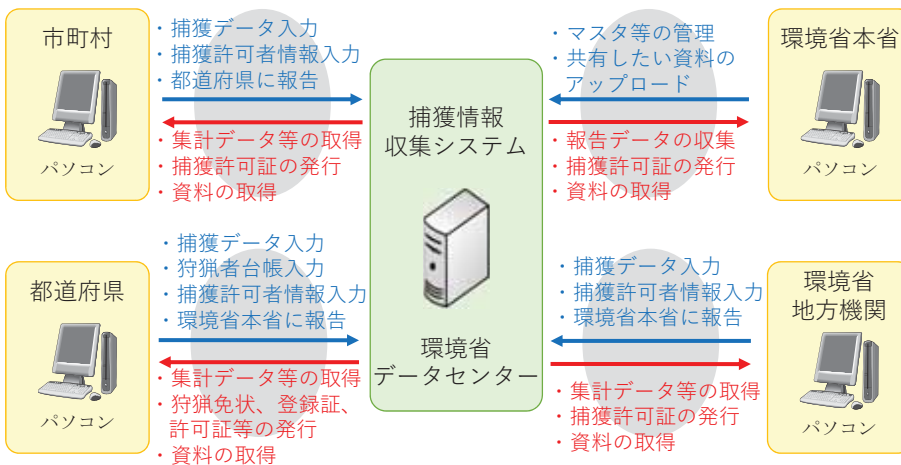 市町村
パソコン
・捕獲データ入力
・捕獲許可者情報入力
・都道府県に報告
・集計データ等の取得
・捕獲許可証の発行
・資料の取得
捕獲情報
収集システム
環境省
データセンター
・マスタ等の管理
・共有したい資料の
アップロード
・報告データの収集
・捕獲許可証の発行
・資料の取得
環境省本省
パソコン
都道府県
パソコン
・捕獲データ入力
・狩猟者台帳入力
・捕獲許可者情報入力
・環境省本省に報告
・集計データ等の取得
・狩猟免状、登録証、
許可証等の発行
・資料の取得
・捕獲データ入力
・捕獲許可者情報入力
・環境省本省に報告
・集計データ等の取得
・捕獲許可証の発行
・資料の取得
環境省
地方機関
パソコン